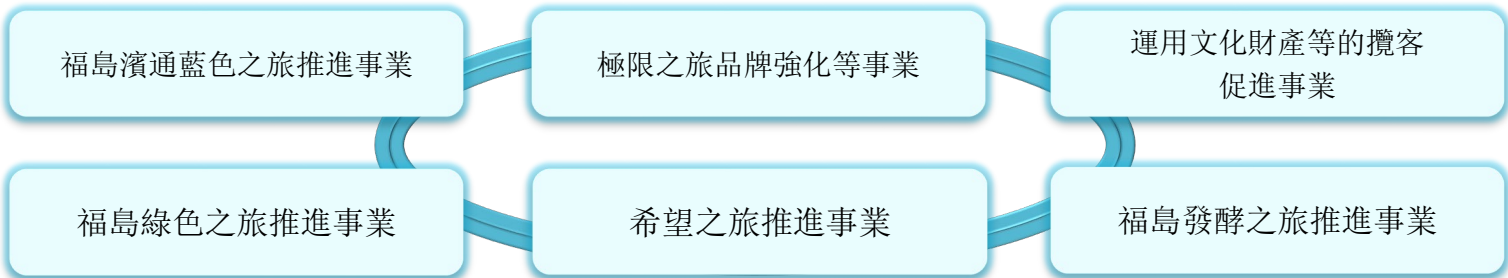 福島濱通藍色之旅推進事業
極限之旅品牌強化等事業
運用文化財產等的攬客
促進事業
福島綠色之旅推進事業
希望之旅推進事業
福島發酵之旅推進事業